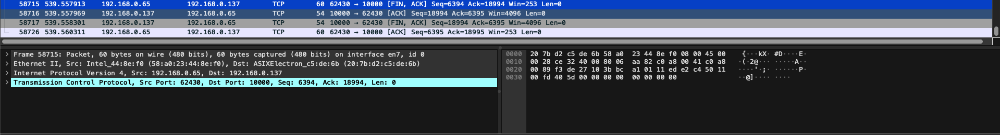 58715 539.557913 192.168.0.65 192.168.0.137 TCP 60 62430 → 10000 [FIN, ACK] Seq=6394 Ack=18994 Win=253 Len=0
58716 539.557969 192.168.0.137 192.168.0.65 TCP 54 10000 → 62430 [ACK] Seq=18994 Ack=6395 Win=4096 Len=0
58717 539.558301 192.168.0.137 192.168.0.65 TCP 54 10000 → 62430 [FIN, ACK] Seq=18994 Ack=6395 Win=4096 Len=0
58726 539.560311 192.168.0.65 192.168.0.137 TCP 60 62430 → 10000 [ACK] Seq=6395 Ack=18995 Win=253 Len=0
Frame 58715: Packet, 60 bytes on wire (480 bits), 60 bytes captured (480 bits) on interface en7, id 0
Ethernet II, Src: Intel_44:8e:f0 (58:a0:23:44:8e:f0), Dst: ASIXElectron_c5:de:6b (20:7b:d2:c5:de:6b)
Internet Protocol Version 4, Src: 192.168.0.65, Dst: 192.168.0.137
Transmission Control Protocol, Src Port: 62430, Dst Port: 10000, Seq: 6394, Ack: 18994, Len: 0
0000 20 7b d2 c5 de 6b 58 a0 23 44 8e f0 08 00 45 00 {···kX· #D····E·
0010 00 28 ce 32 40 00 80 06 aa 82 c0 a8 00 41 c0 a8 ·(·2@··· ·····A··
0020 00 89 f3 de 27 10 3b bc a1 01 11 ed e2 c4 50 11 ····'·;· ······P·
0030 00 fd 40 5d 00 00 00 00 00 00 00 00 ··@]···· ····